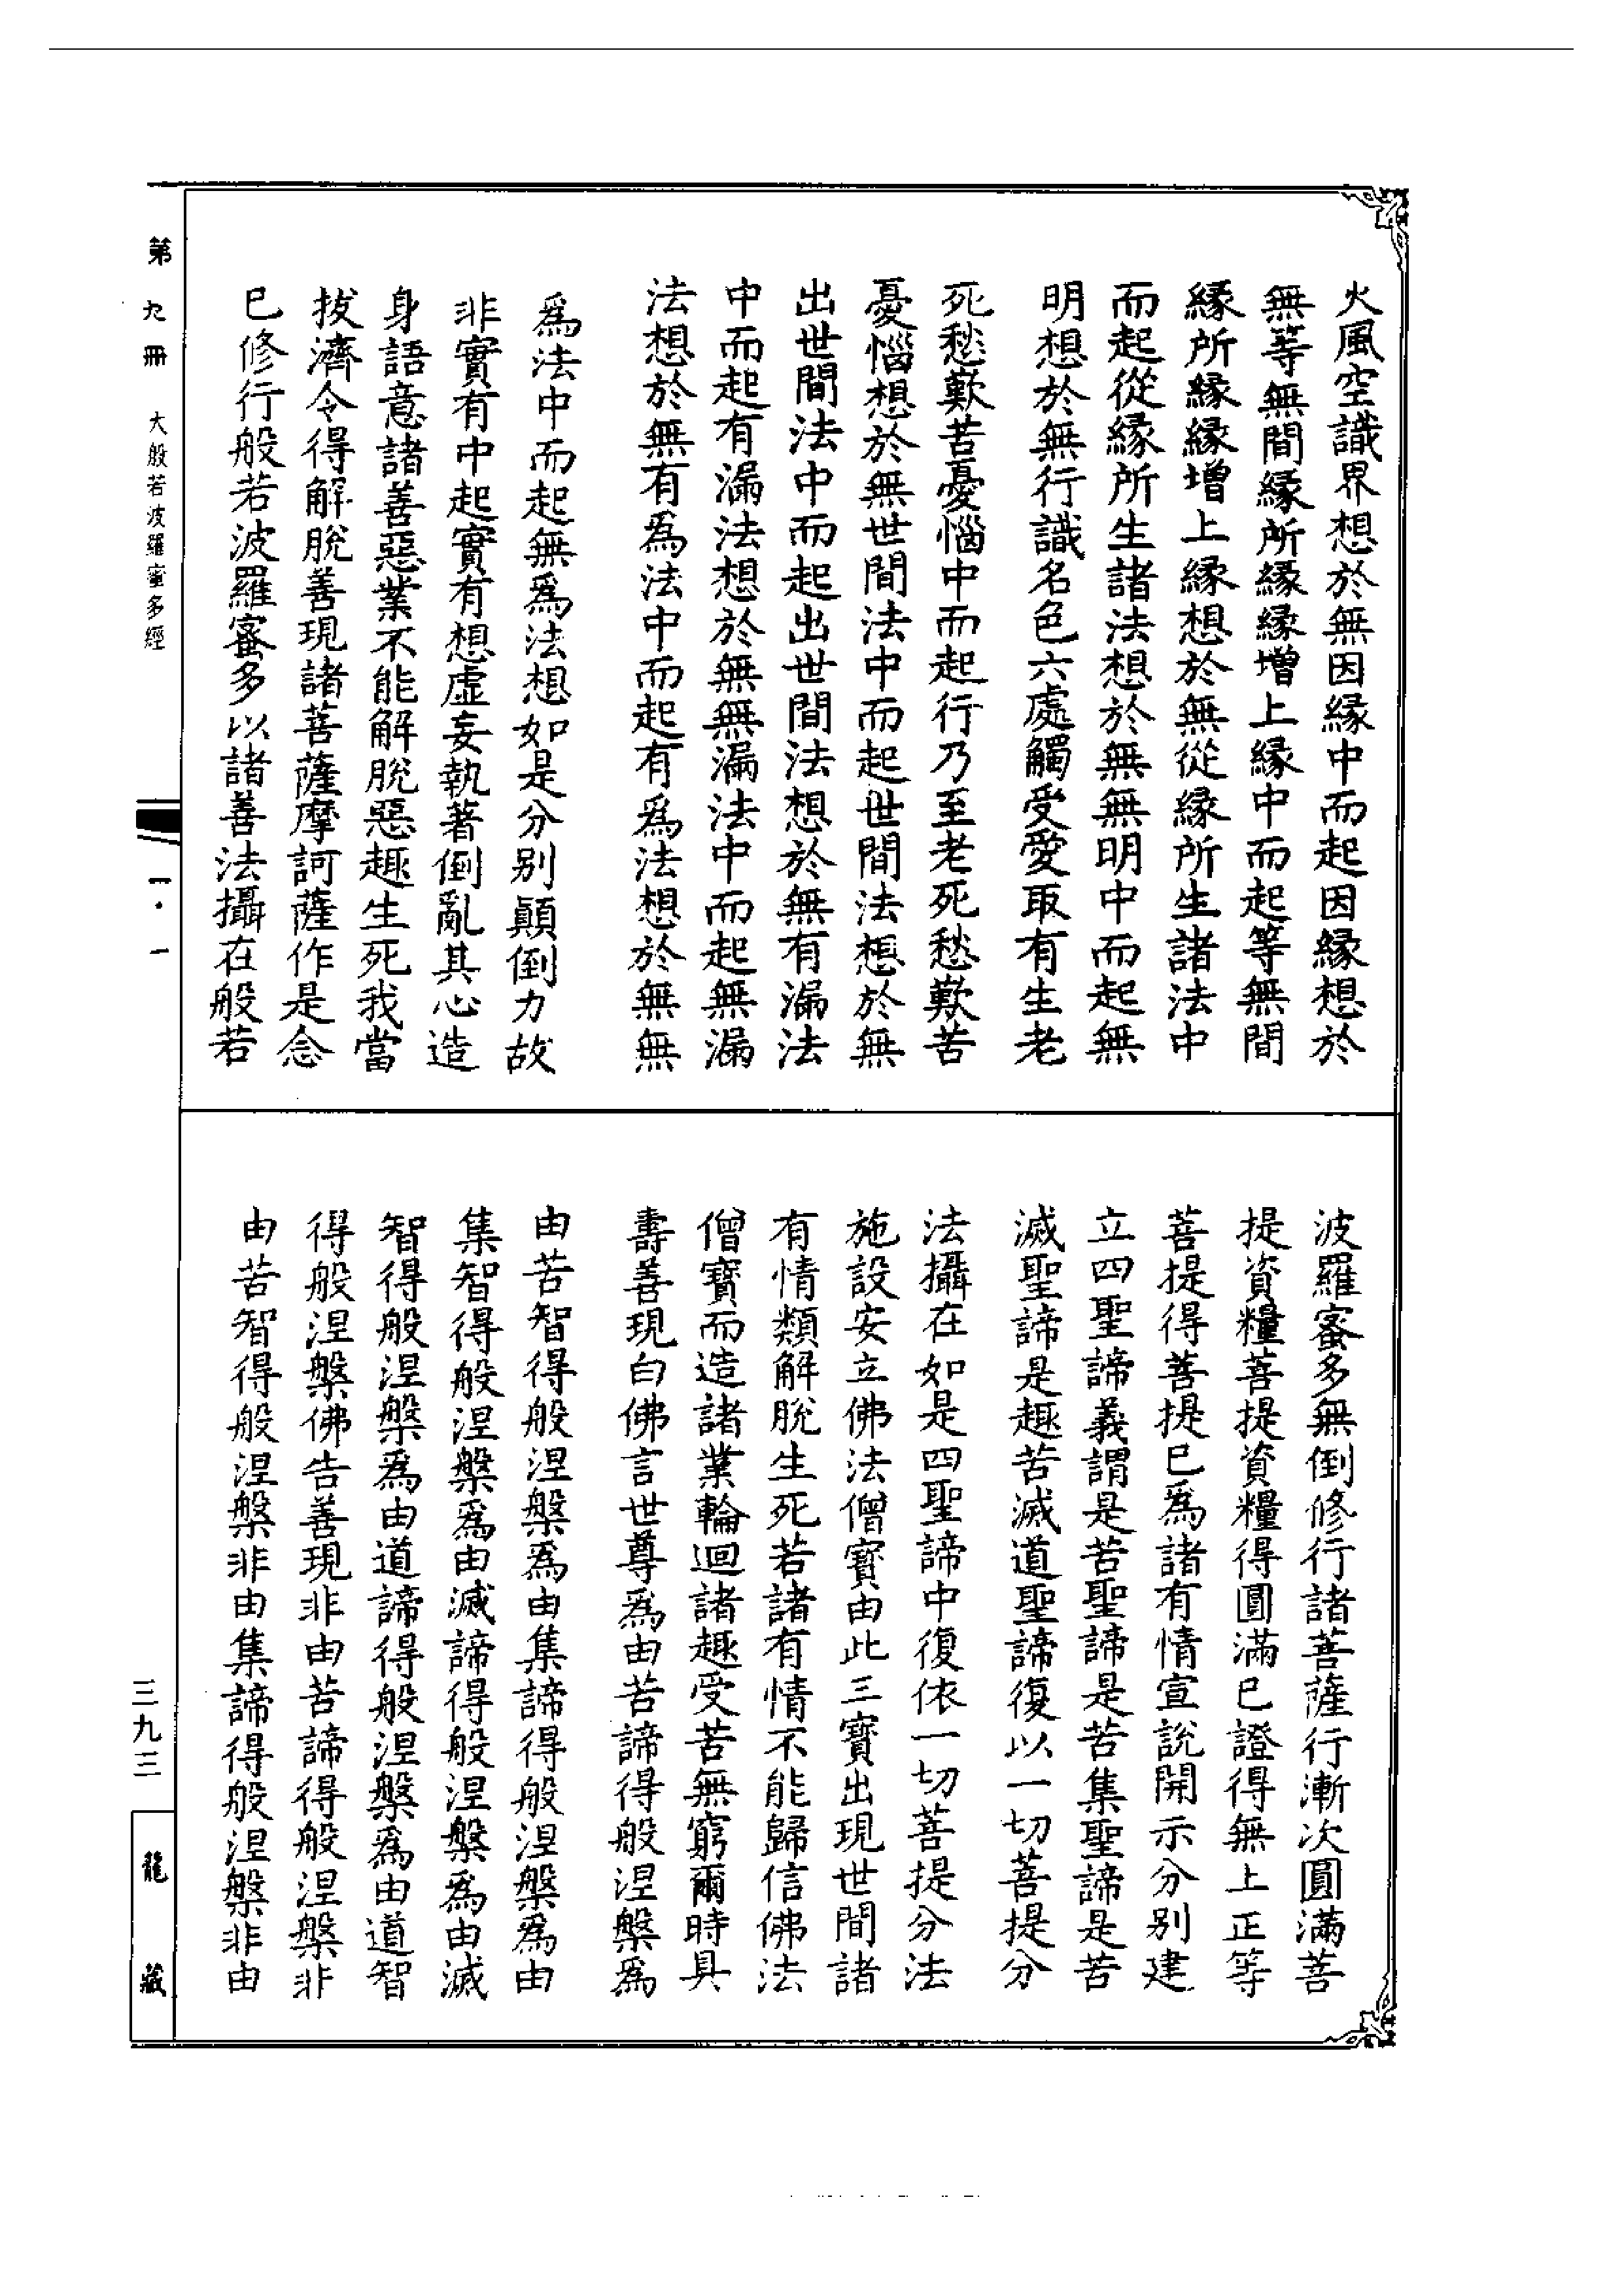 火風空識界想於無因緣中而起因緣想於
無等無間緣所緣緣增上緣中而起等無間
緣所緣緣增上緣想於無從緣所生諸法中
而起從緣所生諸法想於無無明中而起無
明想於無行識名色六處觸受愛取有生老
死愁歎苦憂惱中而起行乃至老死愁歎苦
憂惱想於無世間法中而起世間法想於無
出世間法中而起出世間法想於無有漏法
中而起有漏法想於無無漏法中而起無漏
法想於無有為法中而起有為法想於無無
為法中而起無為法想如是分別顛倒力故
非實有中起實有想虛妄執著倒亂其心造
身語意諸善惡業不能解脫惡趣生死我當
拔濟令得解脫善現諸菩薩摩訶薩作是念
已修行般若波羅蜜多以諸善法攝在般若
波羅蜜多無倒修行諸菩薩行漸次圓滿菩
提資糧菩提資糧得圓滿已證得無上正等
菩提得菩提已為諸有情宣說開示分別建
立四聖諦義謂是苦聖諦是苦集聖諦是苦
滅聖諦是趣苦滅道聖諦復以一切菩提分
法攝在如是四聖諦中復依一切菩提分法
施設安立佛法僧寶由此三寶出現世間諸
有情類解脫生死若諸有情不能歸信佛法
僧寶而造諸業輪迴諸趣受苦無窮爾時具
壽善現白佛言世尊為由苦諦得般涅槃為
由苦智得般涅槃為由集諦得般涅槃為由
集智得般涅槃為由滅諦得般涅槃為由滅
智得般涅槃為由道諦得般涅槃為由道智
得般涅槃佛告善現非由苦諦得般涅槃非
由苦智得般涅槃非由集諦得般涅槃非由
第九冊 大般若波羅蜜多經 一·一
三九三
龍藏